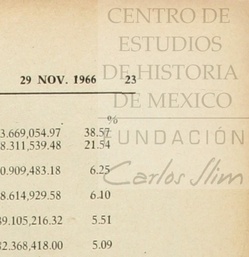 CENTRO DE
ESTUDIOS
DE HISTORIA
DE MEXICO
FUNDACIÓN
Carlos Slim
29 NOV. 1966 23
%
3.669,054.97 38.57
8.311,539.48 21.54
0.909,483.18 6.25
8.614,929.58 6.10
39.105,216.32 5.51
32.368,418.00 5.09